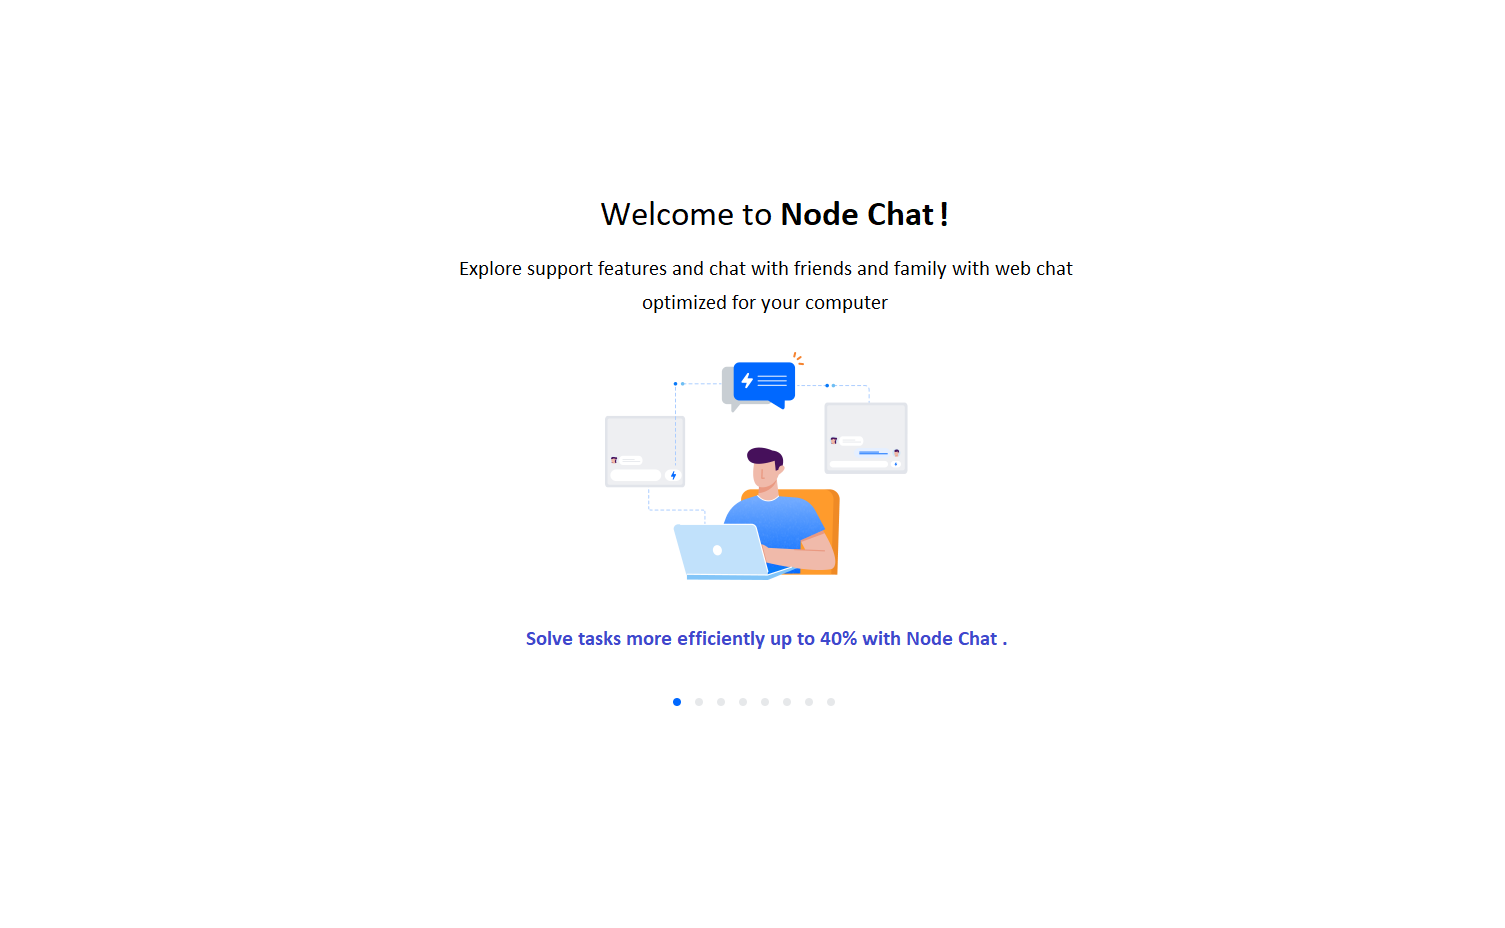 Welcome to Node Chat!
Explore support features and chat with friends and family with web chat
optimized for your computer
Solve tasks more efficiently up to 40% with Node Chat .